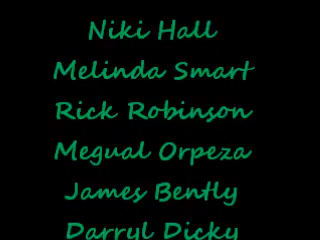 Niki Hall
Melinda Smart
Rick Robinson
Megual Orpeza
James Bently
Darryl Dicky